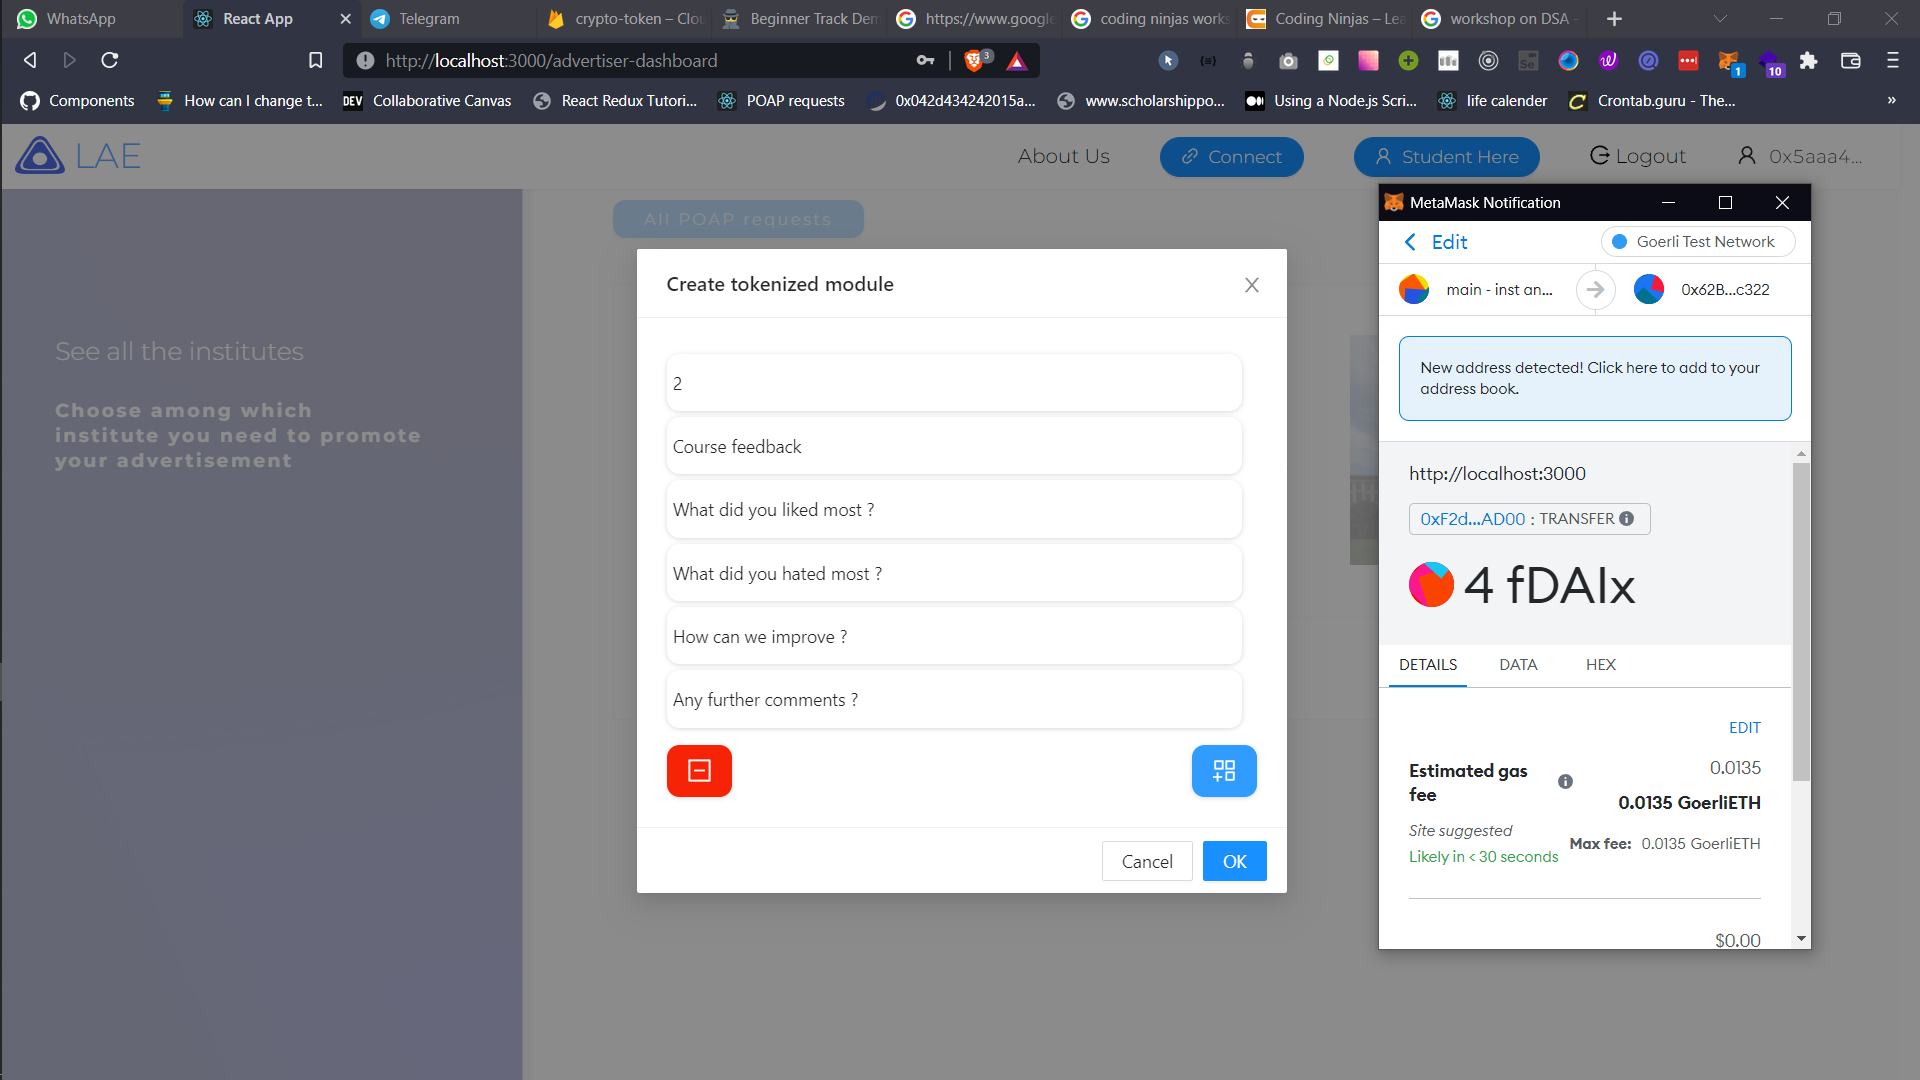 WhatsApp
React App
Telegram
crypto-token – Clou
Beginner Track Den
https://www.google
coding ninjas works
Coding Ninjas – Lea
workshop on DSA -
http://localhost:3000/advertiser-dashboard
3
1
10
Components
How can I change t...
DEV Collaborative Canvas
React Redux Tutori...
POAP requests
0x042d434242015a...
www.scholarshippo...
Using a Node.js Scri...
life calender
Crontab.guru - The...
»
LAE
About Us
Connect
Student Here
Logout
0x5aaa4...
See all the institutes
Choose among which
institute you need to promote
your advertisement
All POAP requests
Create tokenized module
2
Course feedback
What did you liked most ?
What did you hated most ?
How can we improve ?
Any further comments ?
Cancel
OK
MetaMask Notification
Edit
Goerli Test Network
main - inst an...
0x62B...c322
New address detected! Click here to add to your
address book.
http://localhost:3000
0xF2d...AD00 : TRANSFER
4 fDAIx
DETAILS
DATA
HEX
EDIT
Estimated gas
fee
0.0135
0.0135 GoerliETH
Site suggested
Likely in < 30 seconds
Max fee: 0.0135 GoerliETH
$0.00